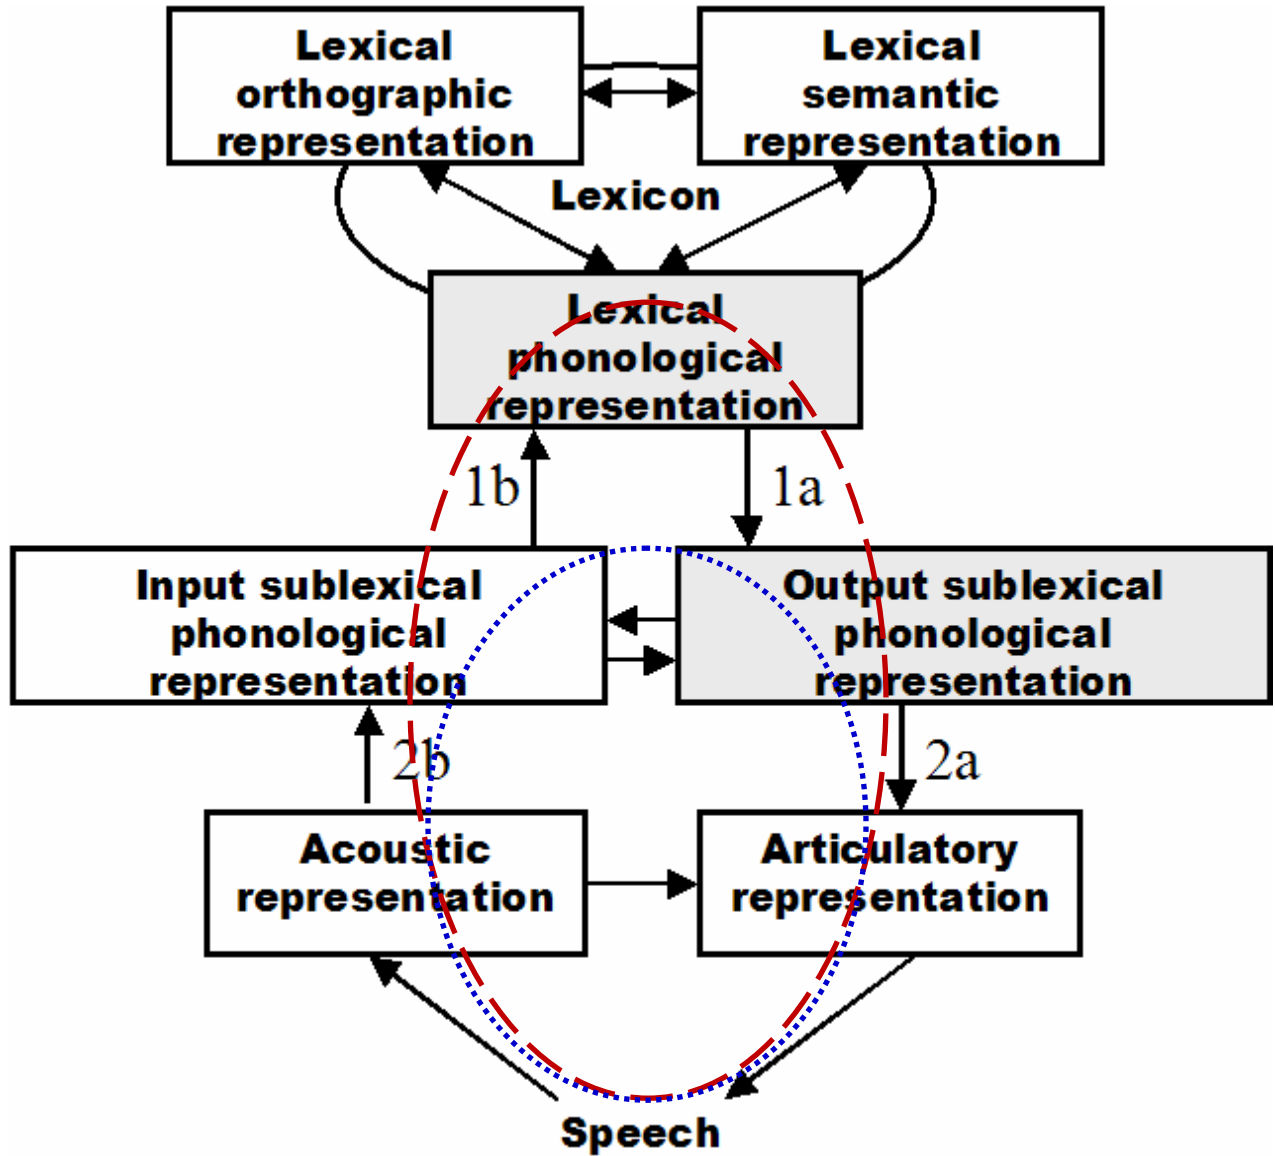 Lexical
orthographic
representation
Lexical
semantic
representation
Lexicon
Lexical
phonological
representation
1b
1a
Input sublexical
phonological
representation
Output sublexical
phonological
representation
2b
2a
Acoustic
representation
Articulatory
representation
Speech